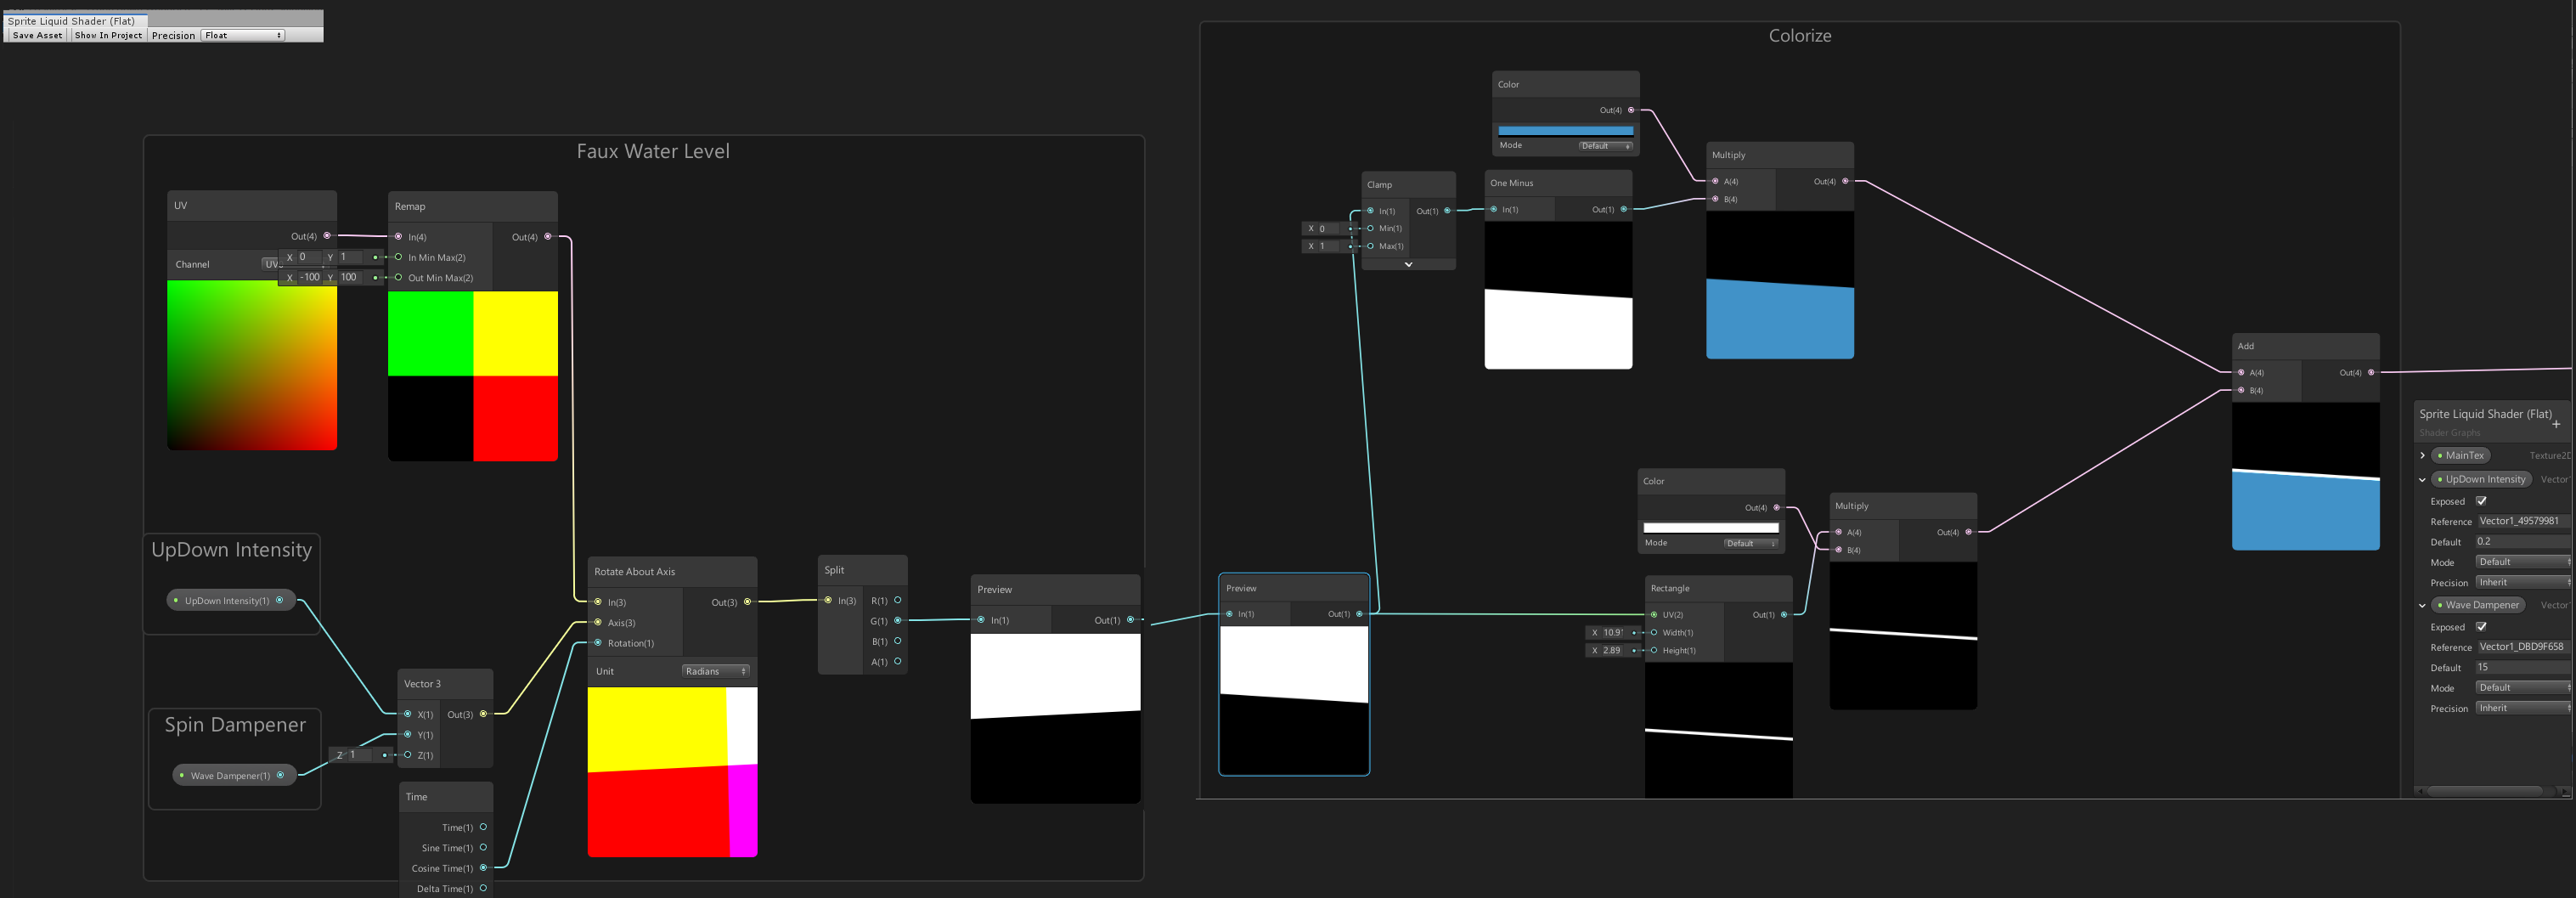 Sprite Liquid Shader (Flat)
Save Asset
Show In Project
Precision
Float
Faux Water Level
UV
Out(4)
Channel
X 0 Y 1
X -100 Y 100
Remap
In(4)
Out(4)
In Min Max(2)
Out Min Max(2)
UpDown Intensity
UpDown Intensity(1)
Spin Dampener
Wave Dampener(1)
Vector 3
X(1)
Out(3)
Y(1)
Z 1
Z(1)
Time
Time(1)
Sine Time(1)
Cosine Time(1)
Delta Time(1)
Rotate About Axis
In(3)
Out(3)
Axis(3)
Rotation(1)
Unit
Radians
Split
In(3)
R(1)
G(1)
B(1)
A(1)
Preview
In(1)
Out(1)
Colorize
Color
Out(4)
Mode
Default
Clamp
In(1)
Out(1)
X 0
Min(1)
X 1
Max(1)
One Minus
In(1)
Out(1)
Multiply
A(4)
Out(4)
B(4)
Preview
In(1)
Out(1)
Color
Out(4)
Mode
Default
Rectangle
UV(2)
Out(1)
X 10.9
Width(1)
X 2.89
Height(1)
Multiply
A(4)
Out(4)
B(4)
Add
A(4)
Out(4)
B(4)
Sprite Liquid Shader (Flat)
Shader Graphs
+
MainTex
Texture2D
UpDown Intensity
Vector
Exposed
Reference
Vector1_49579981
Default
0.2
Mode
Default
Precision
Inherit
Wave Dampener
Vector
Exposed
Reference
Vector1_DBD9F658
Default
15
Mode
Default
Precision
Inherit